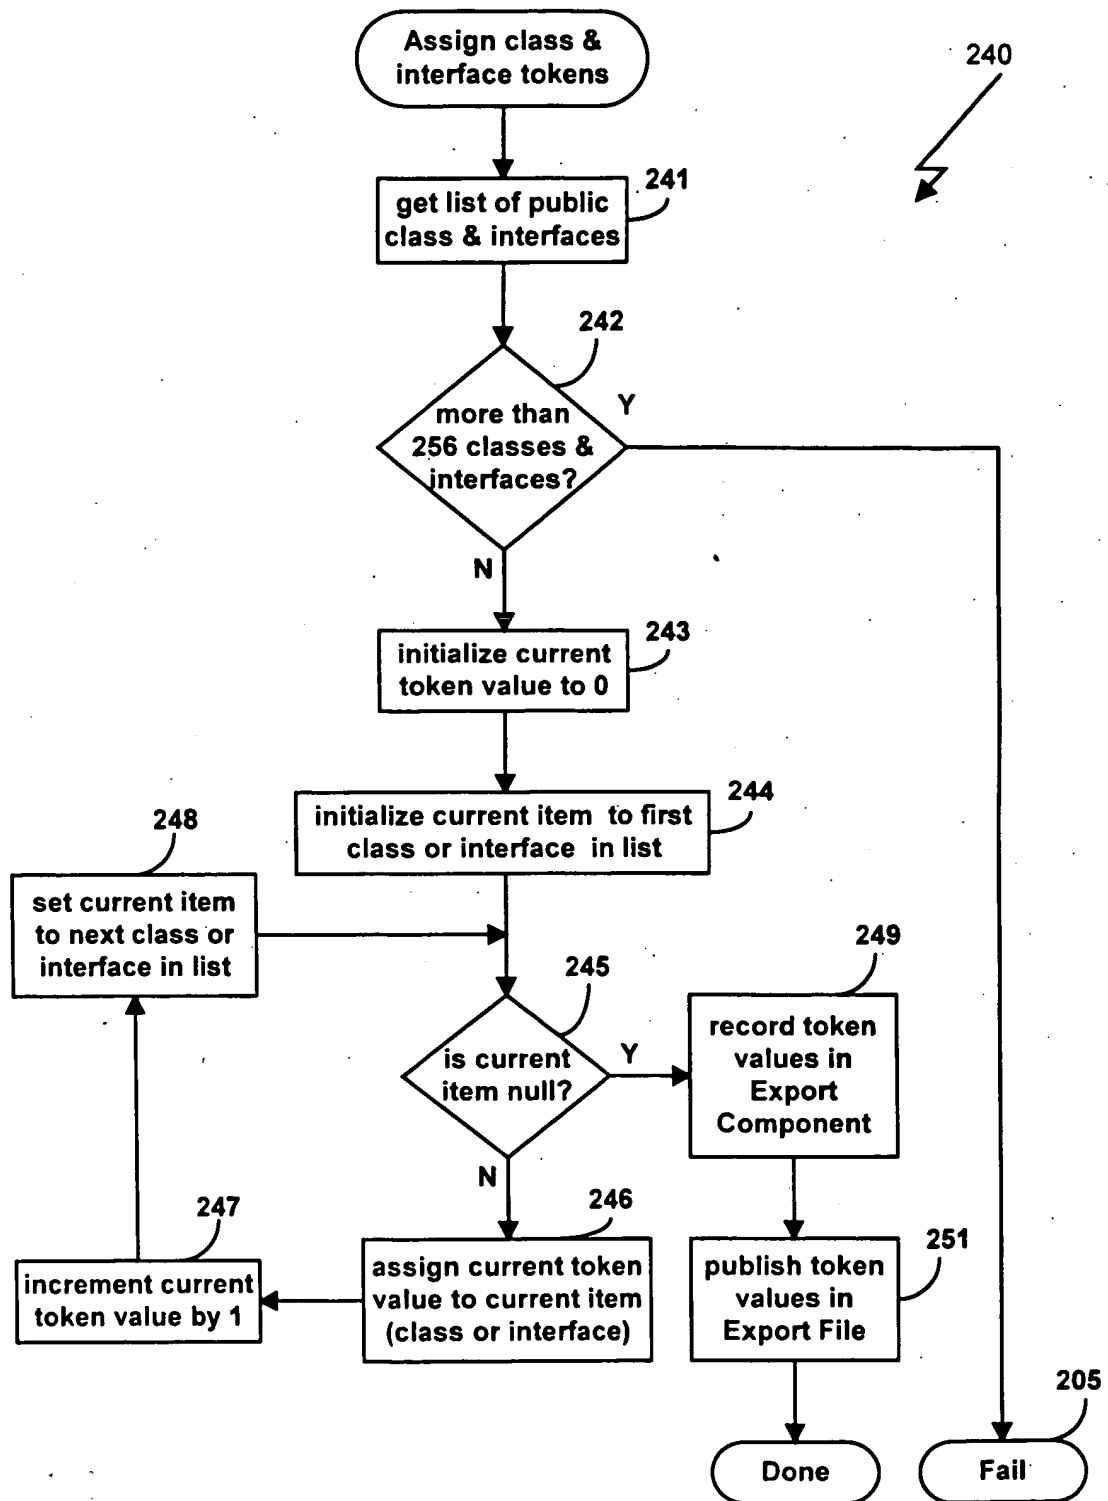 Assign class &
interface tokens
240
241
get list of public
class & interfaces
242
more than
256 classes &
interfaces?
Y
N
243
initialize current
token value to 0
244
initialize current item to first
class or interface in list
248
set current item
to next class or
interface in list
245
is current
item null?
Y
N
249
record token
values in
Export
Component
247
increment current
token value by 1
246
assign current token
value to current item
(class or interface)
251
publish token
values in
Export File
205
Done
Fail